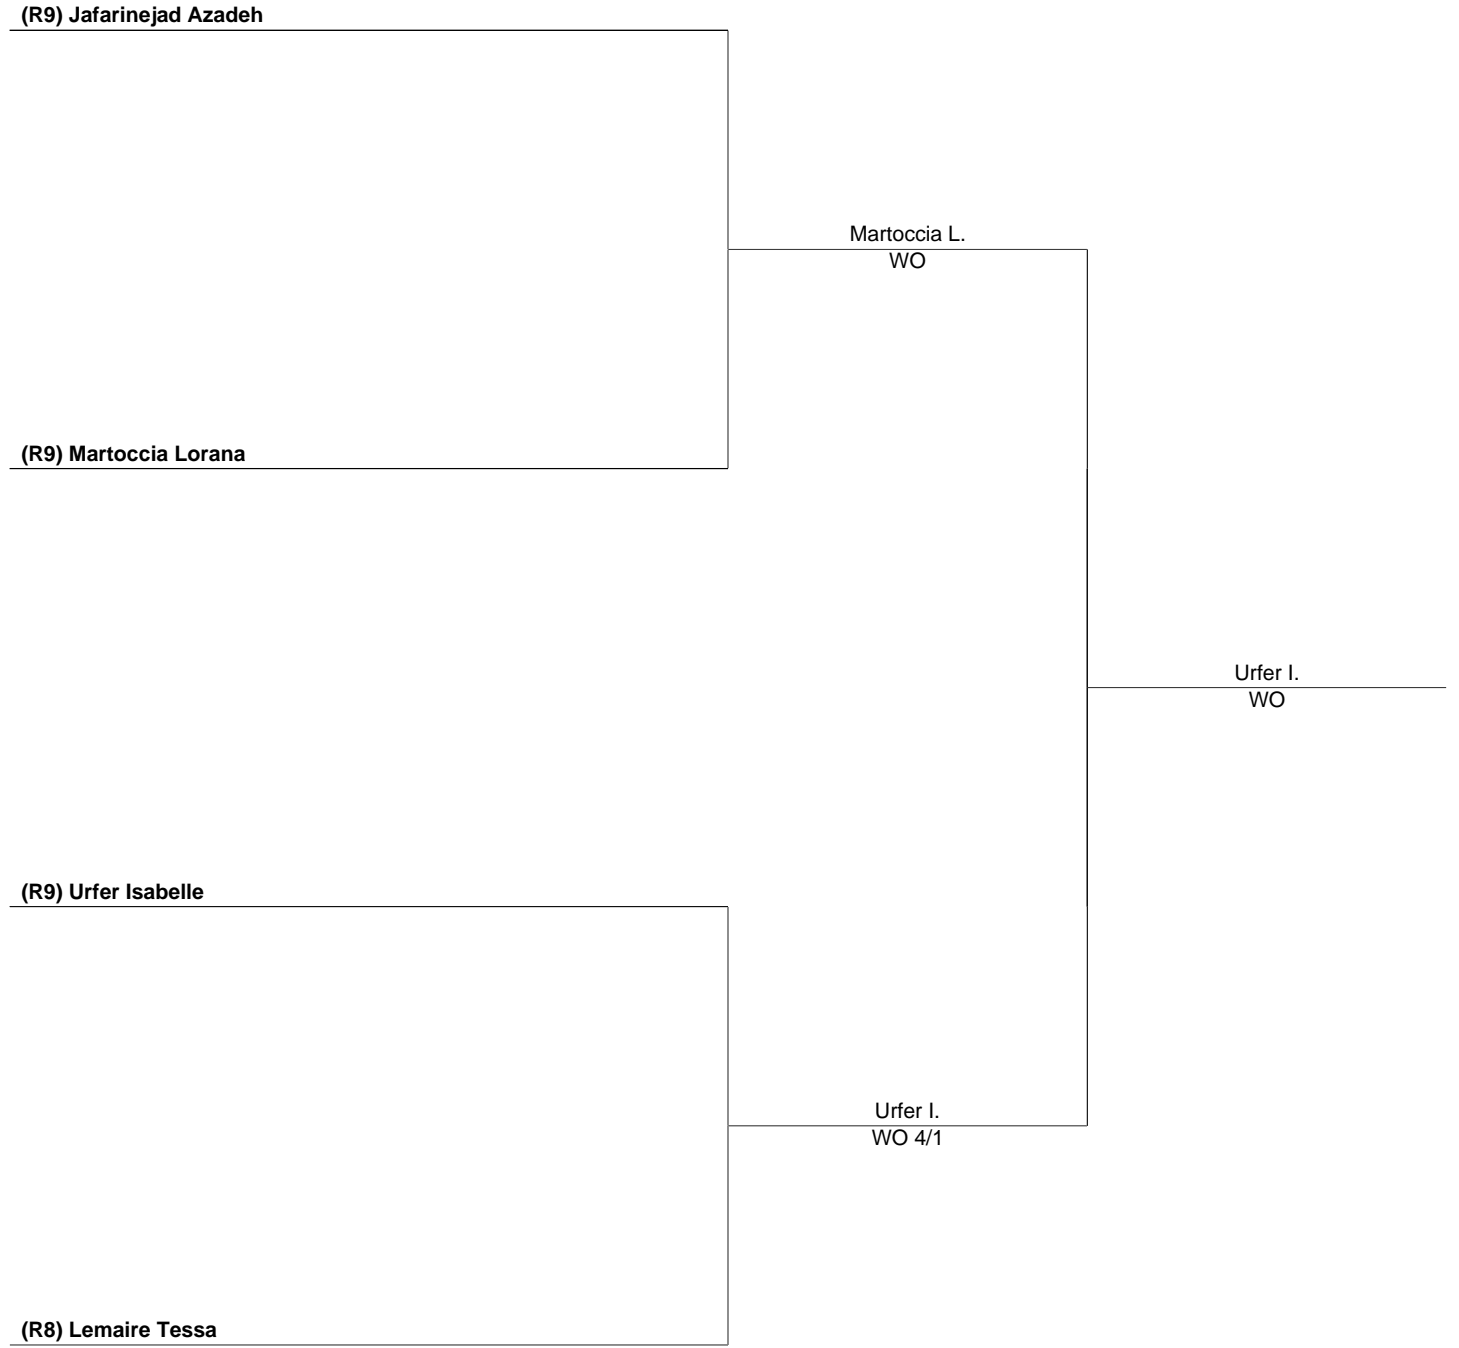 (R9) Jafarinejad Azadeh
Martoccia L.
WO
(R9) Martoccia Lorana
Urfer I.
WO
(R9) Urfer Isabelle
Urfer I.
WO 4/1
(R8) Lemaire Tessa